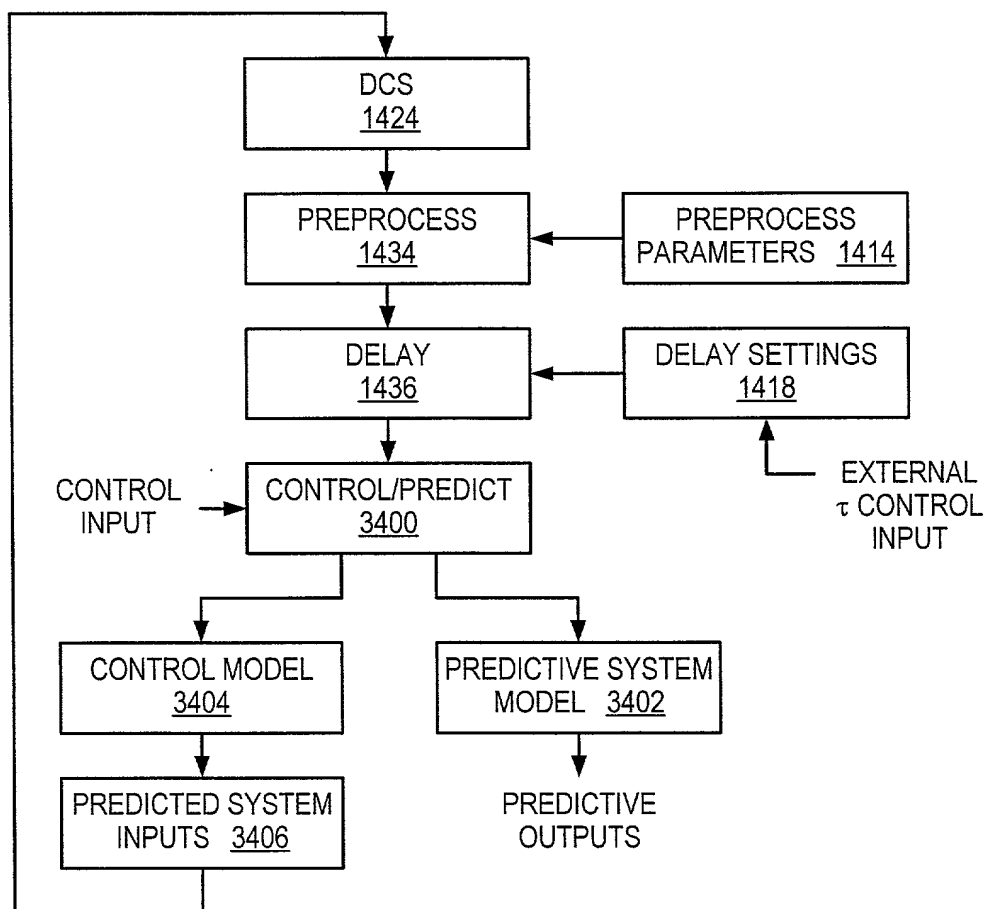 DCS
1424
PREPROCESS
1434
PREPROCESS
PARAMETERS 1414
DELAY
1436
DELAY SETTINGS
1418
CONTROL
INPUT
CONTROL/PREDICT
3400
EXTERNAL
τ CONTROL
INPUT
CONTROL MODEL
3404
PREDICTIVE SYSTEM
MODEL 3402
PREDICTED SYSTEM
INPUTS 3406
PREDICTIVE
OUTPUTS